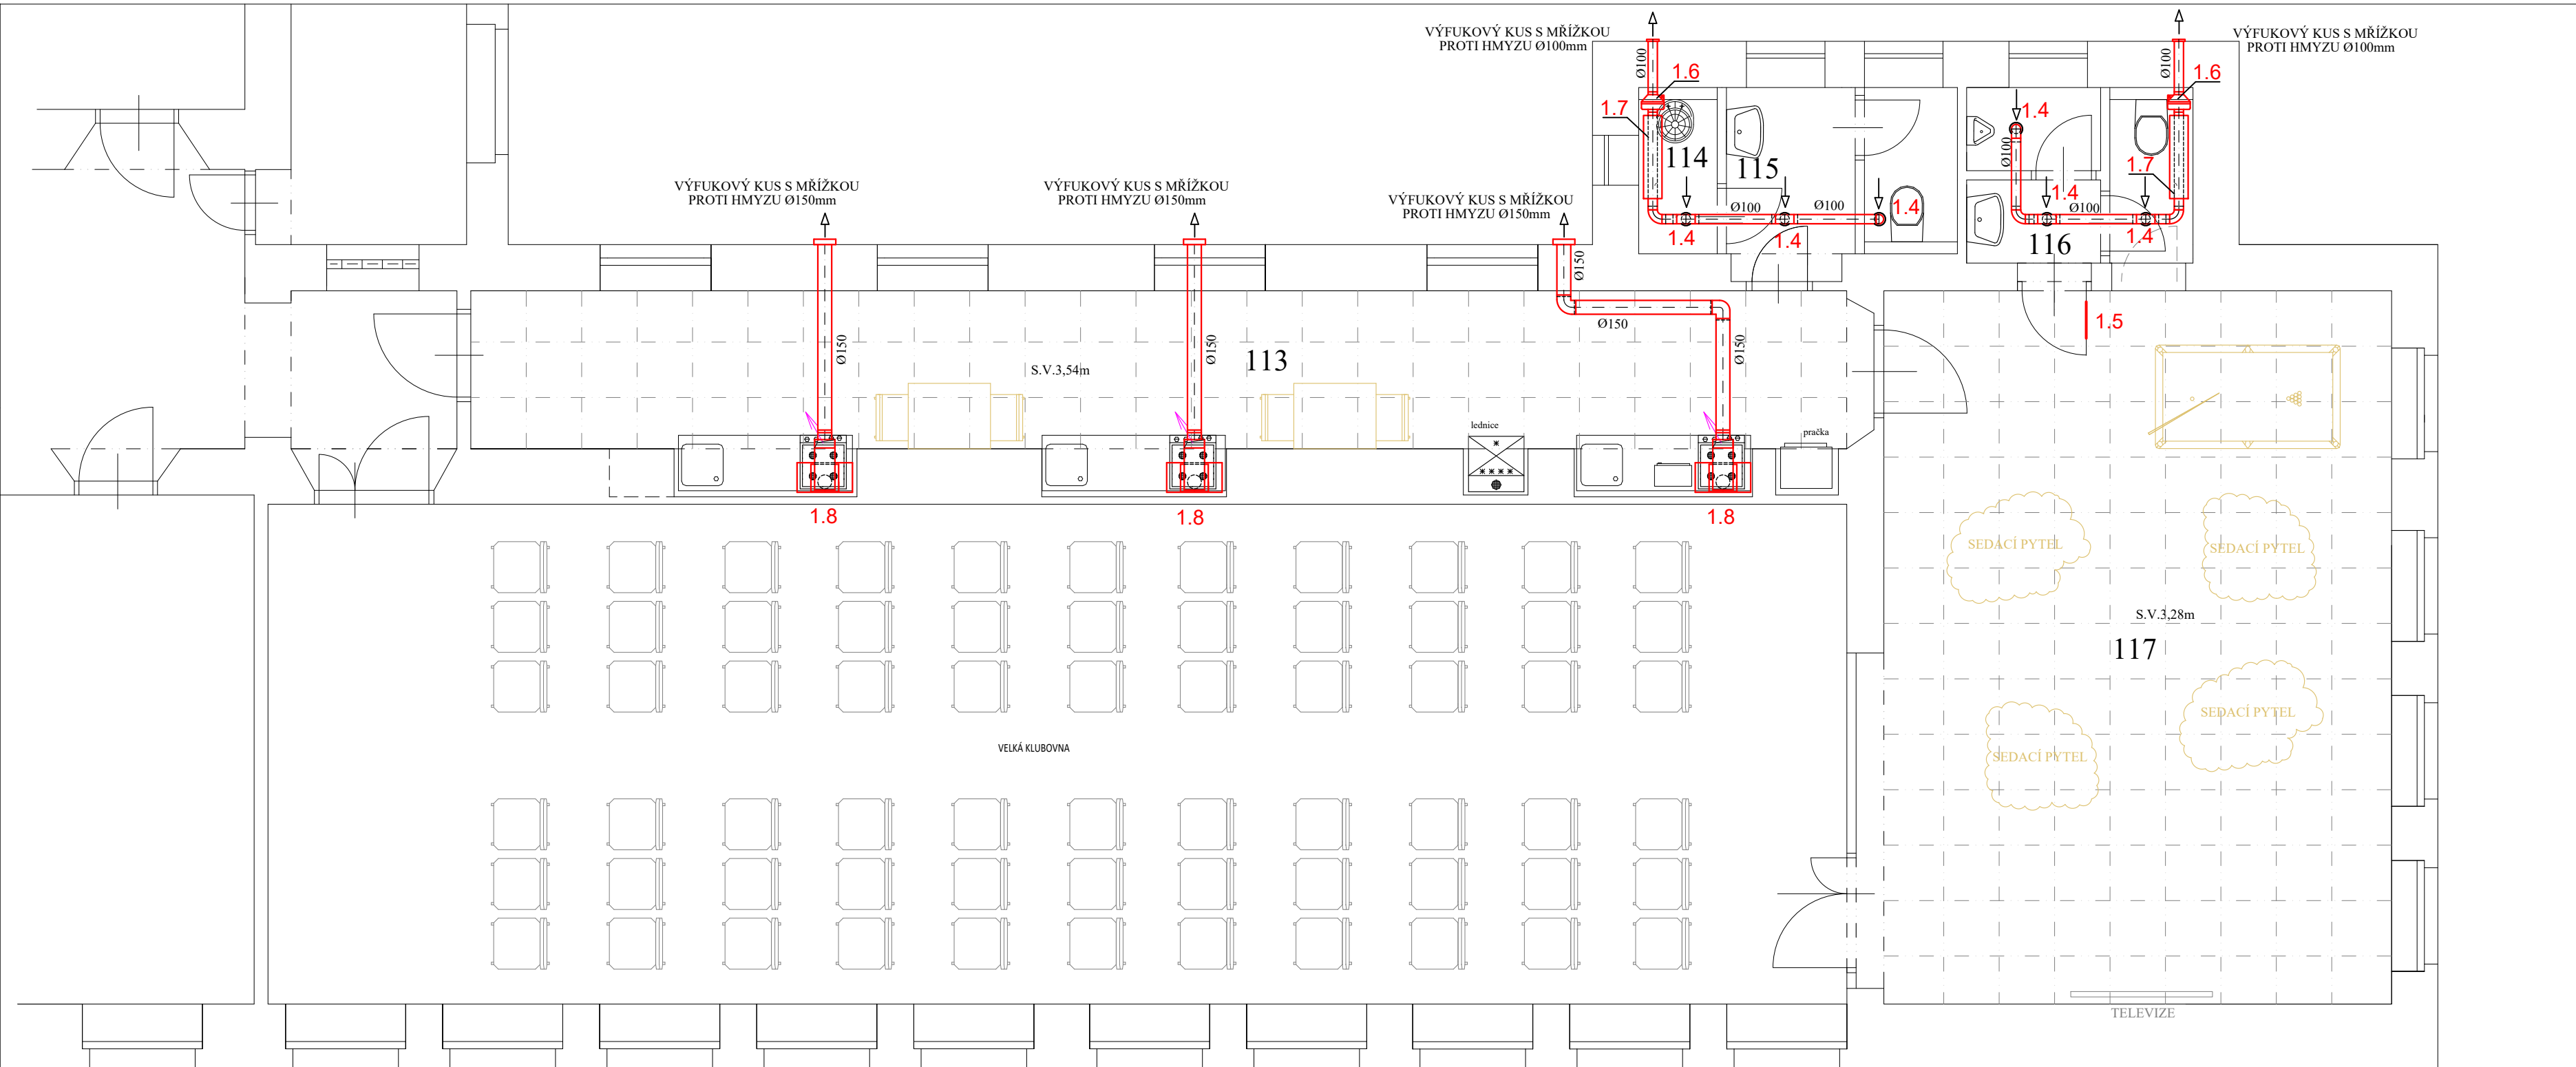 VÝFUKOVÝ KUS S MŘÍŽKOU
PROTI HMYZU Ø100mm
VÝFUKOVÝ KUS S MŘÍŽKOU
PROTI HMYZU Ø100mm
Ø100
1.6
1.7
Ø100
1.6
1.4
Ø100
114
115
1.7
1.4
Ø100
Ø100
1.4
1.4
1.4
Ø100
1.4
116
VÝFUKOVÝ KUS S MŘÍŽKOU
PROTI HMYZU Ø150mm
VÝFUKOVÝ KUS S MŘÍŽKOU
PROTI HMYZU Ø150mm
VÝFUKOVÝ KUS S MŘÍŽKOU
PROTI HMYZU Ø150mm
Ø150
Ø150
Ø150
Ø150
Ø150
1.5
S.V.3,54m
113
lednice
pračka
1.8
1.8
1.8
SEDACÍ PYTEL
SEDACÍ PYTEL
S.V.3,28m
117
SEDACÍ PYTEL
SEDACÍ PYTEL
VELKÁ KLUBOVNA
TELEVIZE